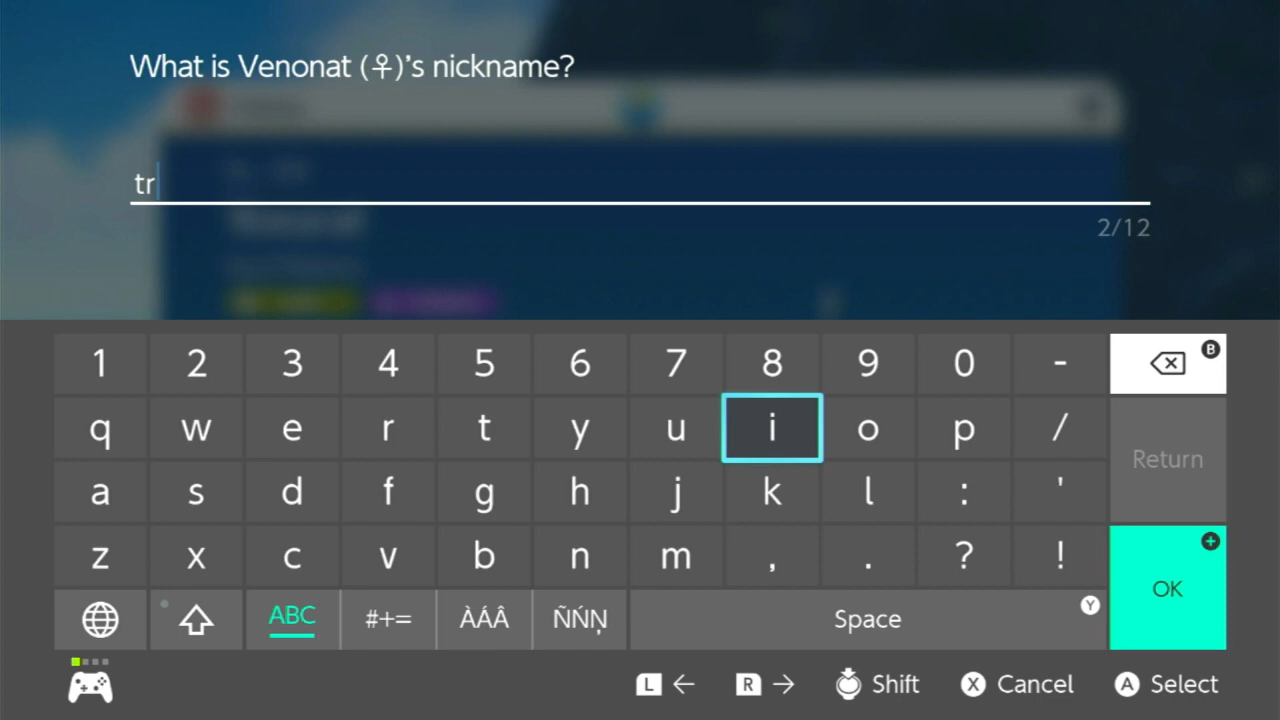 What is Venonat (♀)'s nickname?
tr
2/12
1 2 3 4 5 6 7 8 9 0 - B
q w e r t y u i o p / Return
a s d f g h j k l : '
z x c v b n m , . ? ! + OK
ABC #+= ÀÁÂ ÑŃŅ Space Y
L ← R → Shift X Cancel A Select